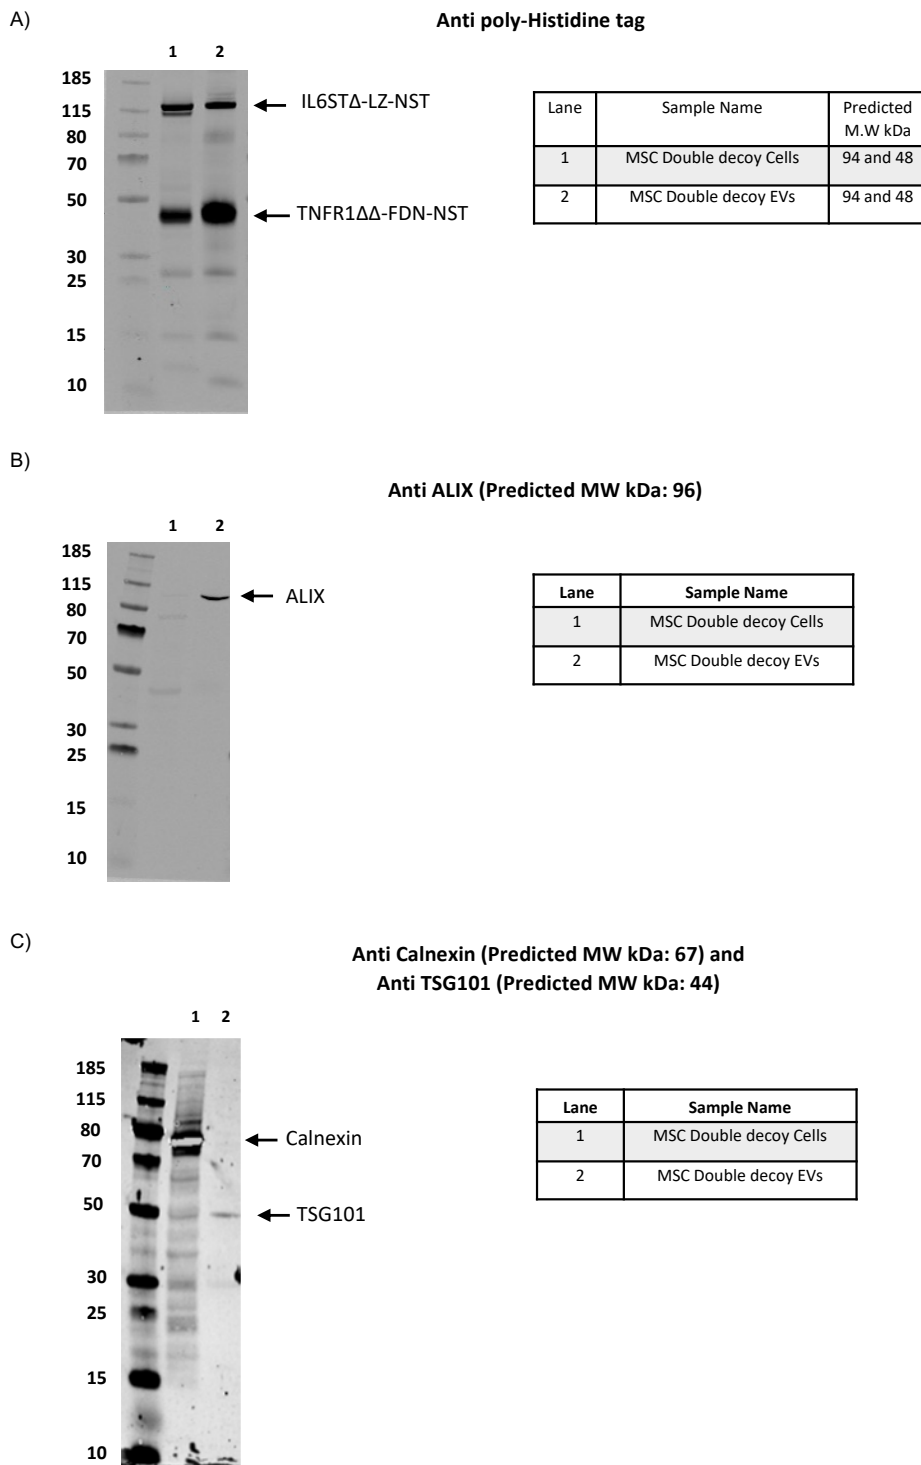 A)
Anti poly-Histidine tag
1 2
185
115
80
70
50
30
25
15
10
IL6STΔ-LZ-NST
TNFR1ΔΔ-FDN-NST
Lane Sample Name Predicted M.W kDa
1 MSC Double decoy Cells 94 and 48
2 MSC Double decoy EVs 94 and 48
B)
Anti ALIX (Predicted MW kDa: 96)
1 2
185
115
80
70
50
30
25
15
10
ALIX
Lane Sample Name
1 MSC Double decoy Cells
2 MSC Double decoy EVs
C)
Anti Calnexin (Predicted MW kDa: 67) and
Anti TSG101 (Predicted MW kDa: 44)
1 2
185
115
80
70
50
30
25
15
10
Calnexin
TSG101
Lane Sample Name
1 MSC Double decoy Cells
2 MSC Double decoy EVs